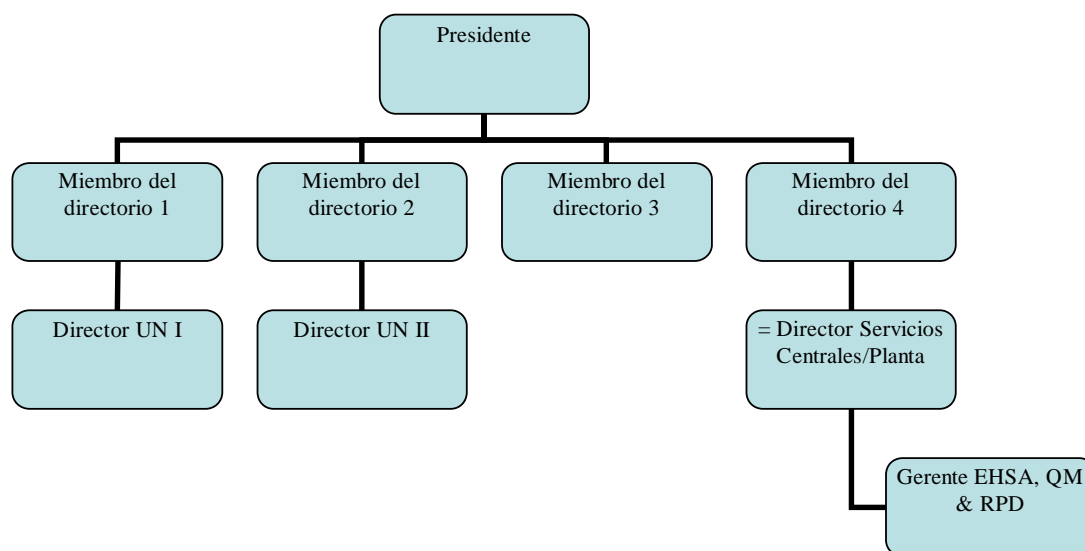 Presidente
Miembro del
directorio 1
Miembro del
directorio 2
Miembro del
directorio 3
Miembro del
directorio 4
Director UN I
Director UN II
= Director Servicios
Centrales/Planta
Gerente EHSA, QM
& RPD